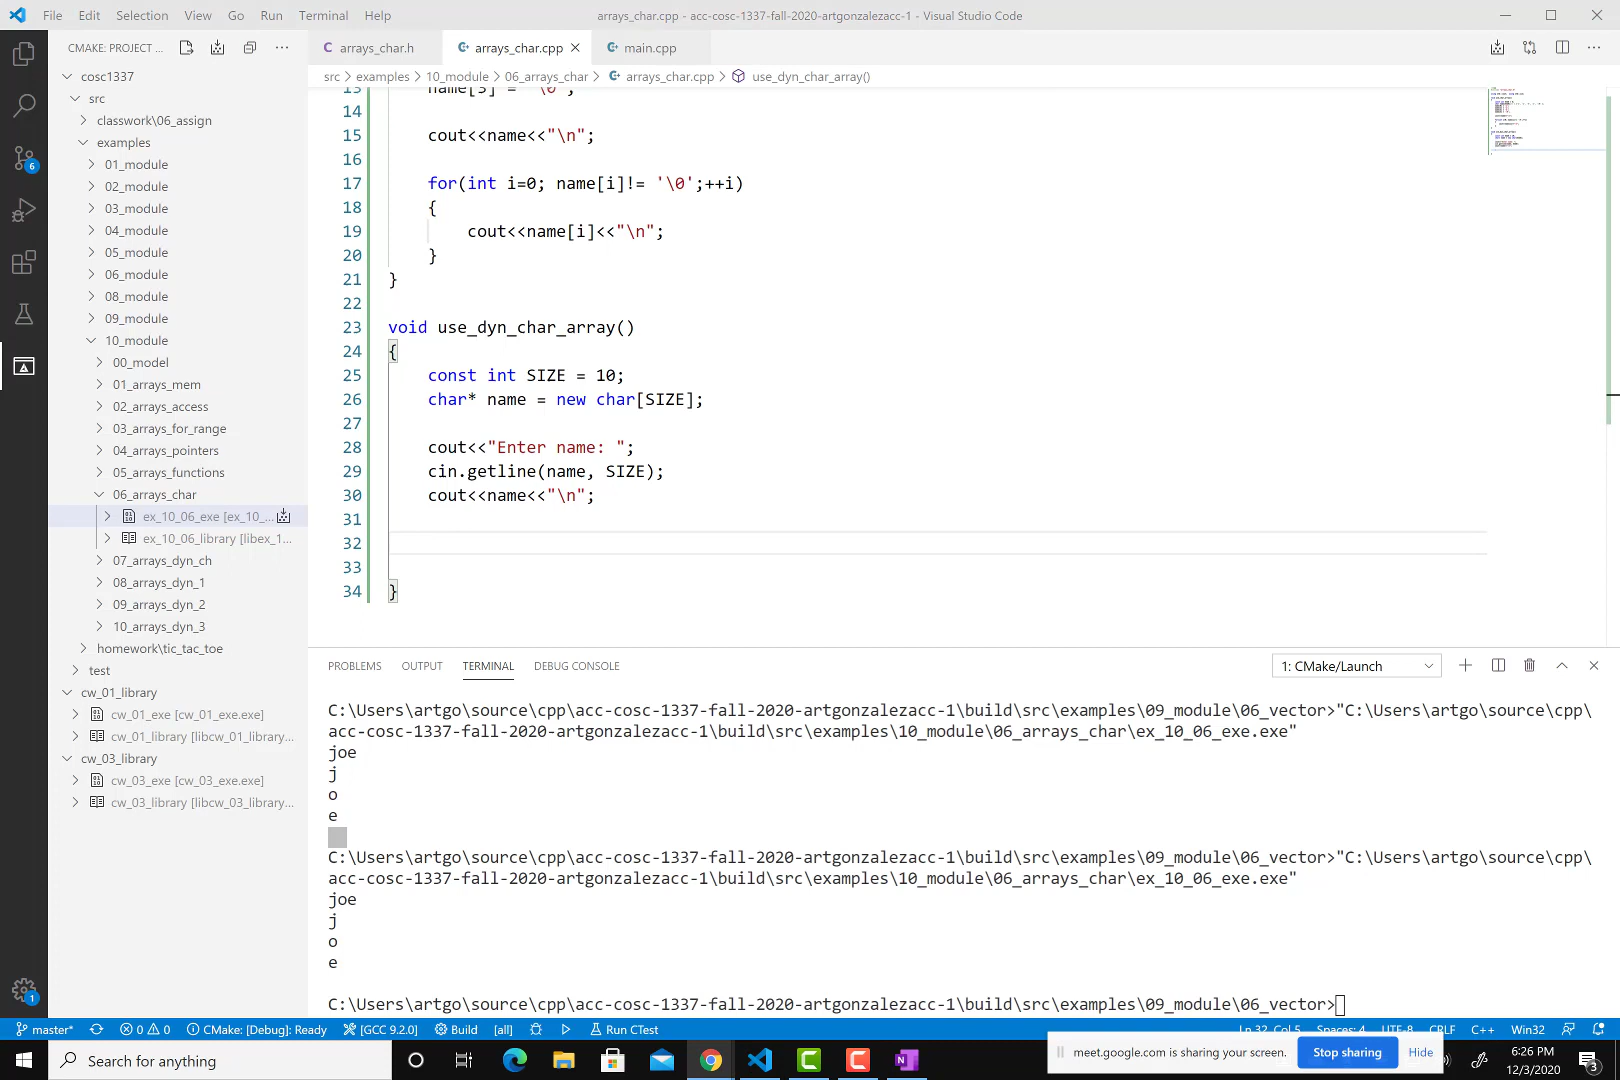 File Edit Selection View Go Run Terminal Help
arrays_char.cpp - acc-cosc-1337-fall-2020-artgonzalezacc-1 - Visual Studio Code
CMAKE: PROJECT ...
arrays_char.h
arrays_char.cpp
main.cpp
src > examples > 10_module > 06_arrays_char > arrays_char.cpp > use_dyn_char_array()
cosc1337
src
classwork\06_assign
examples
01_module
02_module
03_module
04_module
05_module
06_module
08_module
09_module
10_module
00_model
01_arrays_mem
02_arrays_access
03_arrays_for_range
04_arrays_pointers
05_arrays_functions
06_arrays_char
ex_10_06_exe [ex_10_...
ex_10_06_library [libex_1...
07_arrays_dyn_ch
08_arrays_dyn_1
09_arrays_dyn_2
10_arrays_dyn_3
homework\tic_tac_toe
test
cw_01_library
cw_01_exe [cw_01_exe.exe]
cw_01_library [libcw_01_library...
cw_03_library
cw_03_exe [cw_03_exe.exe]
cw_03_library [libcw_03_library...
6
1
13 name[3] = '\0';
14
15 cout<<name<<"\n";
16
17 for(int i=0; name[i]!= '\0';++i)
18 {
19 cout<<name[i]<<"\n";
20 }
21 }
22
23 void use_dyn_char_array()
24 {
25 const int SIZE = 10;
26 char* name = new char[SIZE];
27
28 cout<<"Enter name: ";
29 cin.getline(name, SIZE);
30 cout<<name<<"\n";
31
32
33
34 }
PROBLEMS OUTPUT TERMINAL DEBUG CONSOLE
1: CMake/Launch
C:\Users\artgo\source\cpp\acc-cosc-1337-fall-2020-artgonzalezacc-1\build\src\examples\09_module\06_vector>"C:\Users\artgo\source\cpp\
acc-cosc-1337-fall-2020-artgonzalezacc-1\build\src\examples\10_module\06_arrays_char\ex_10_06_exe.exe"
joe
j
o
e
C:\Users\artgo\source\cpp\acc-cosc-1337-fall-2020-artgonzalezacc-1\build\src\examples\09_module\06_vector>"C:\Users\artgo\source\cpp\
acc-cosc-1337-fall-2020-artgonzalezacc-1\build\src\examples\10_module\06_arrays_char\ex_10_06_exe.exe"
joe
j
o
e
C:\Users\artgo\source\cpp\acc-cosc-1337-fall-2020-artgonzalezacc-1\build\src\examples\09_module\06_vector>
master* 0 0 CMake: [Debug]: Ready [GCC 9.2.0] Build [all] Run CTest
Ln 32, Col 5 Spaces: 4 UTF-8 CRLF C++ Win32
Search for anything
meet.google.com is sharing your screen. Stop sharing Hide
6:26 PM
12/3/2020
3